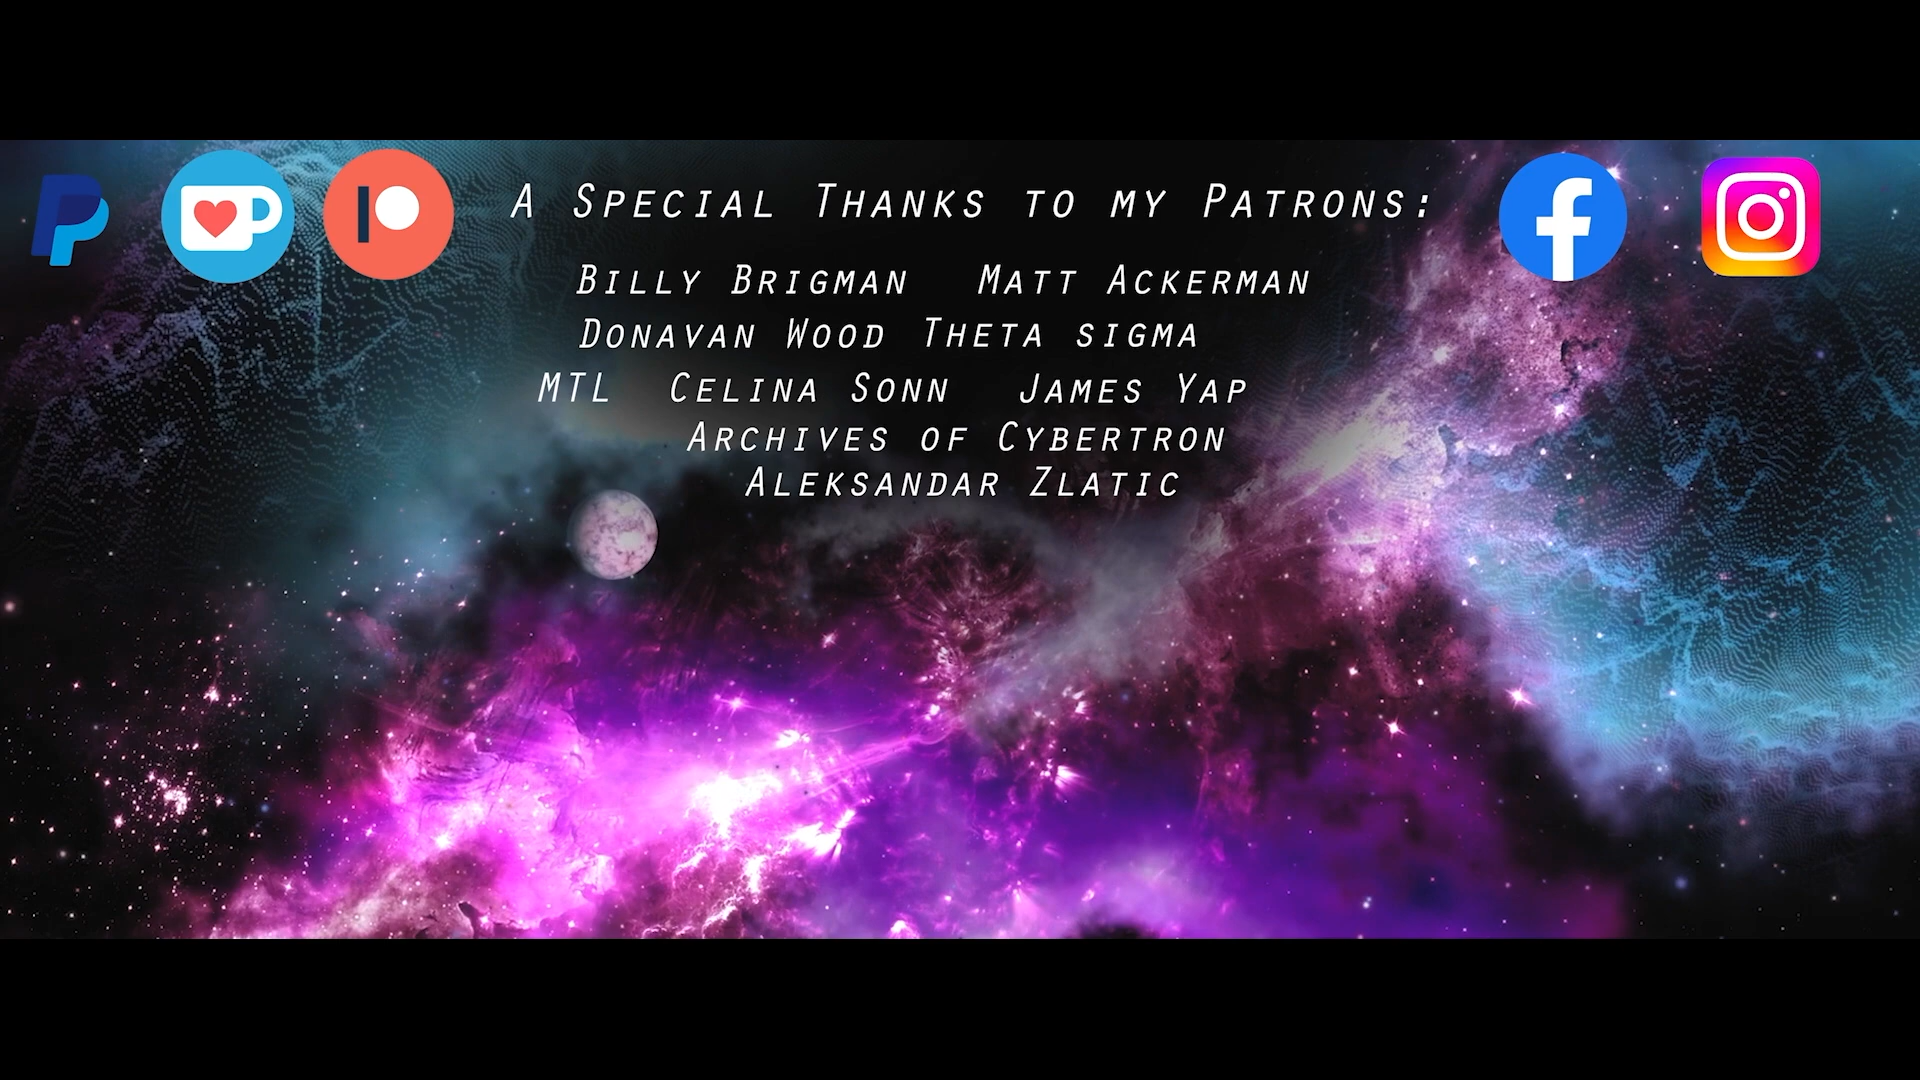 A Special Thanks to my Patrons:
Billy Brigman Matt Ackerman
Donavan Wood Theta sigma
MTL Celina Sonn James Yap
Archives of Cybertron
Aleksandar Zlatic